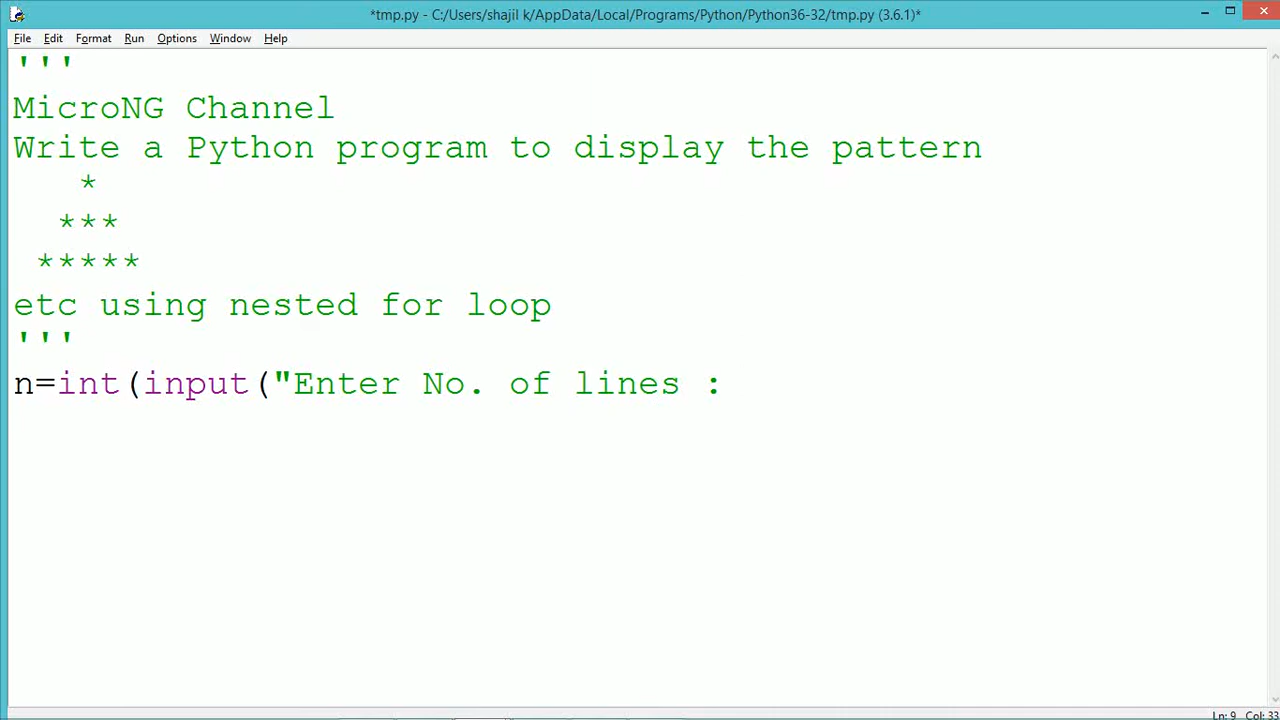 *tmp.py - C:/Users/shajil k/AppData/Local/Programs/Python/Python36-32/tmp.py (3.6.1)*
File Edit Format Run Options Window Help
'''
MicroNG Channel
Write a Python program to display the pattern
*
***
*****
etc using nested for loop
'''
n=int(input("Enter No. of lines :
Ln: 9 Col: 33